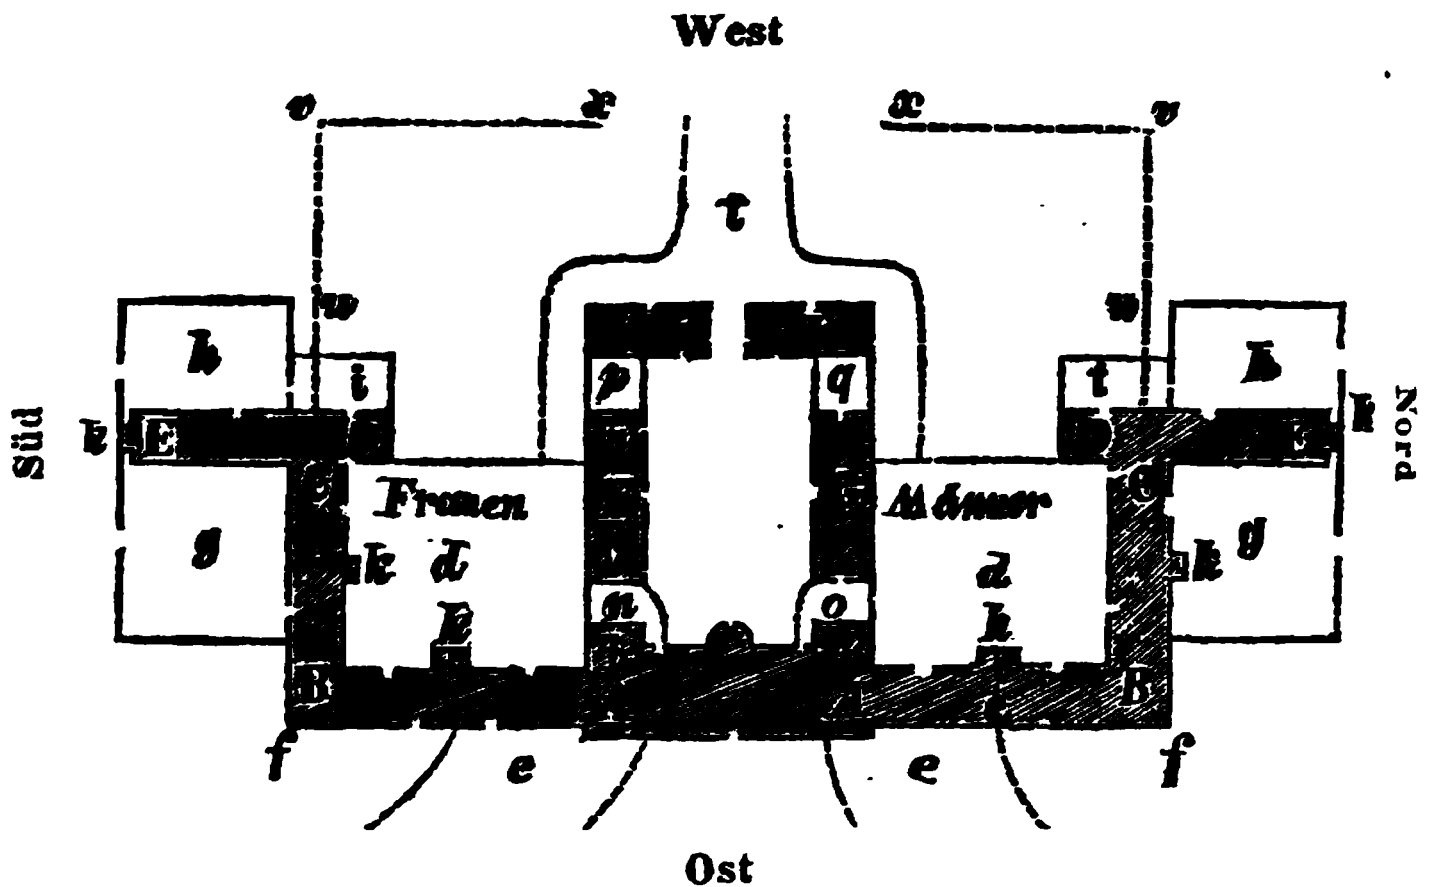 West
v x x v
t
w w
h i p q t h
Süd k E k Nord
Frauen Männer
g d d g
k k
n o
k k
B B
f e e f
Ost